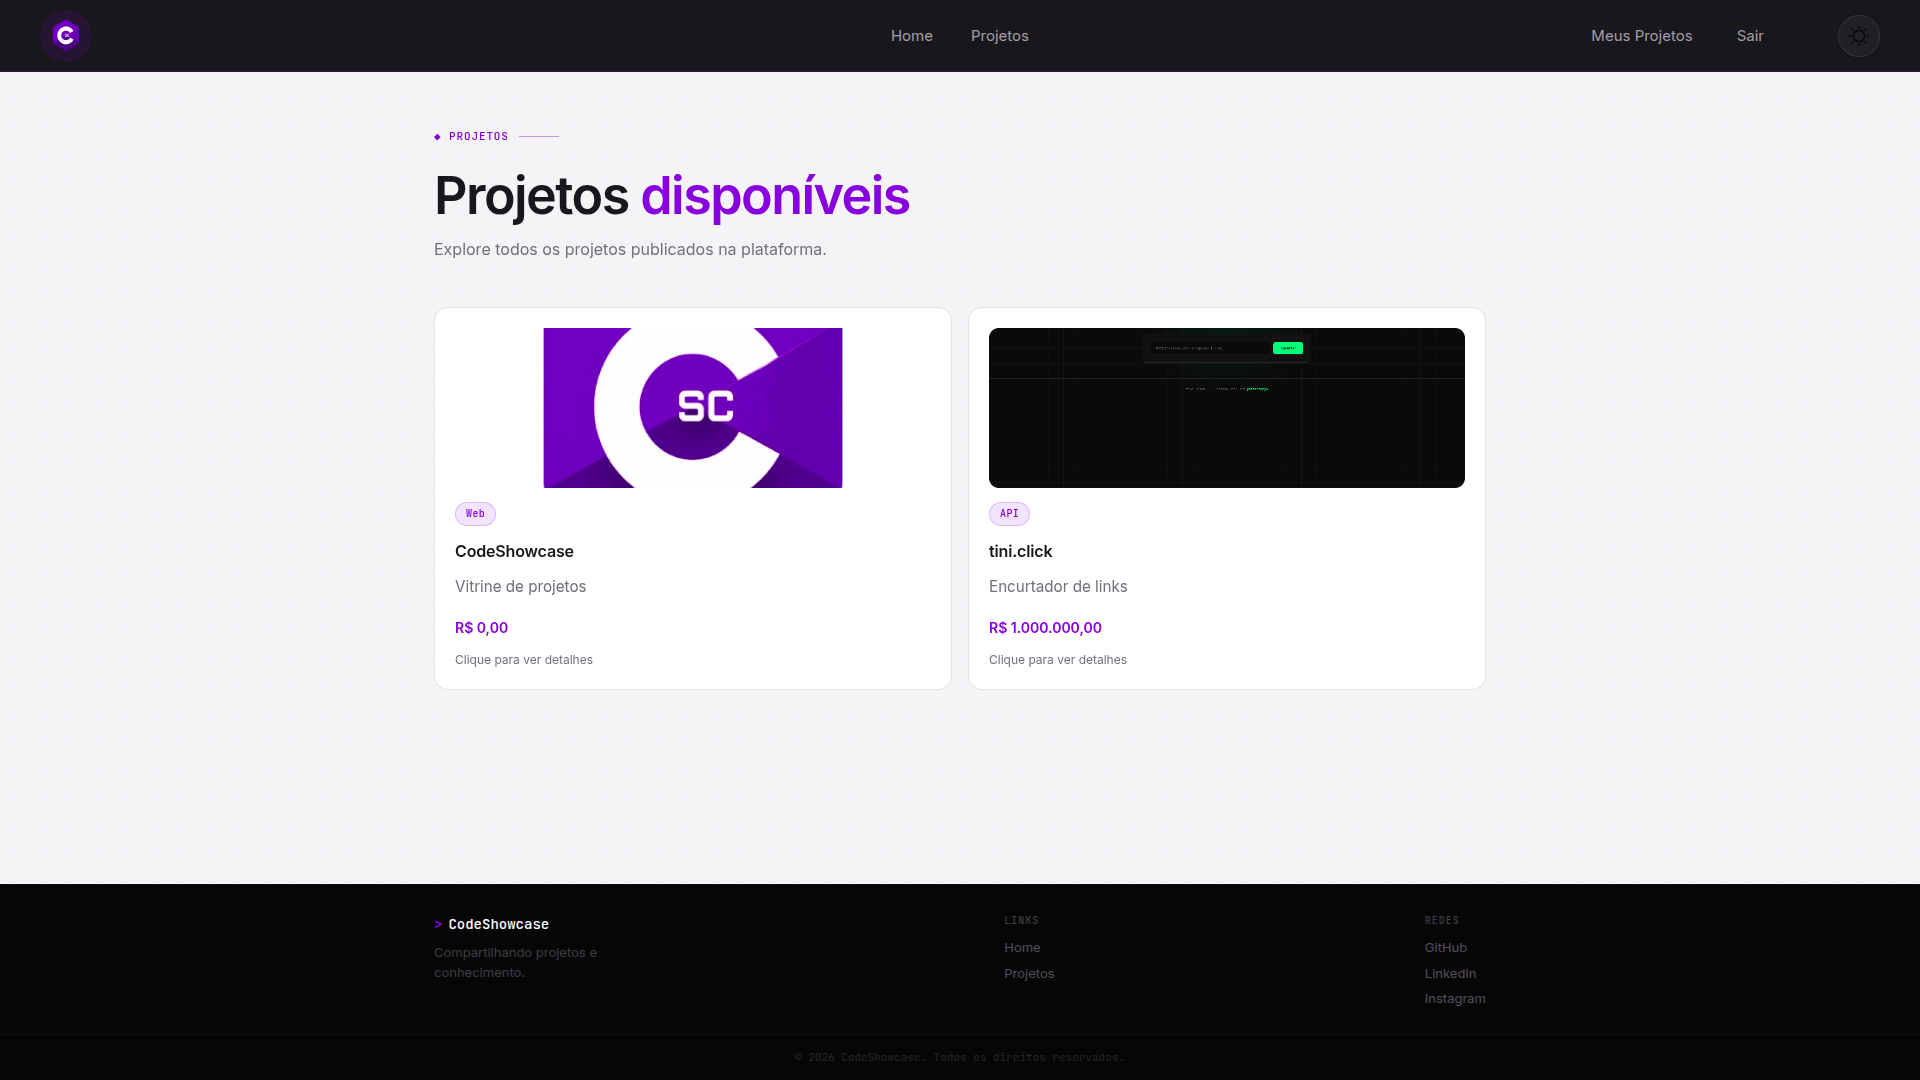 Home
Projetos
Meus Projetos
Sair
◆ PROJETOS
Projetos disponíveis
Explore todos os projetos publicados na plataforma.
SC
Web
CodeShowcase
Vitrine de projetos
R$ 0,00
Clique para ver detalhes
API
tini.click
Encurtador de links
R$ 1.000.000,00
Clique para ver detalhes
> CodeShowcase
Compartilhando projetos e
conhecimento.
LINKS
Home
Projetos
REDES
GitHub
LinkedIn
Instagram
© 2026 CodeShowcase. Todos os direitos reservados.